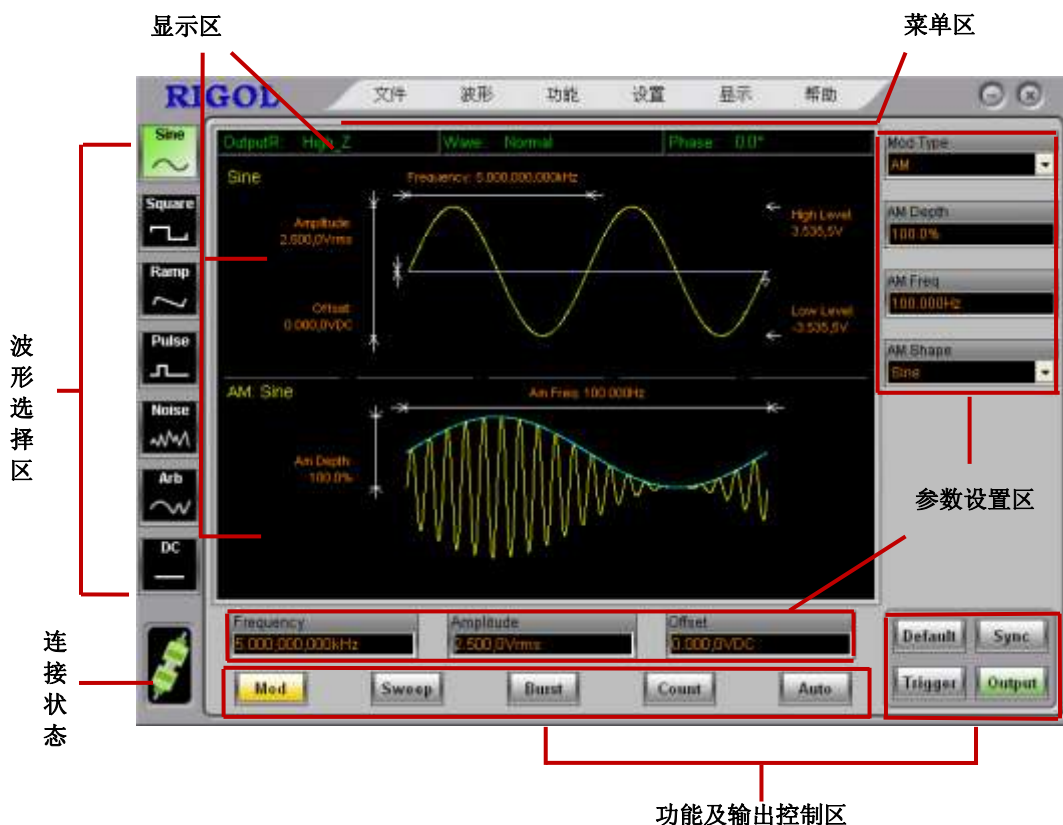 显示区
菜单区
RIGOL
文件 波形 功能 设置 显示 帮助
Sine
Square
Ramp
Pulse
Noise
Arb
DC
OutputR: High_Z
Wave: Normal
Phase: 0.0°
Sine
Frequency: 5.000,000,000kHz
Amplitude:
2.500,0Vrms
High Level:
3.535,5V
Offset:
0.000,0VDC
Low Level:
-3.535,5V
AM: Sine
Am Freq: 100.000Hz
Am Depth:
100.0%
Mod Type
AM
AM Depth
100.0%
AM Freq
100.000Hz
AM Shape
Sine
波形选择区
参数设置区
Frequency
5.000,000,000kHz
Amplitude
2.500,0Vrms
Offset
0.000,0VDC
连接状态
Mod Sweep Burst Count Auto
Default Sync
Trigger Output
功能及输出控制区